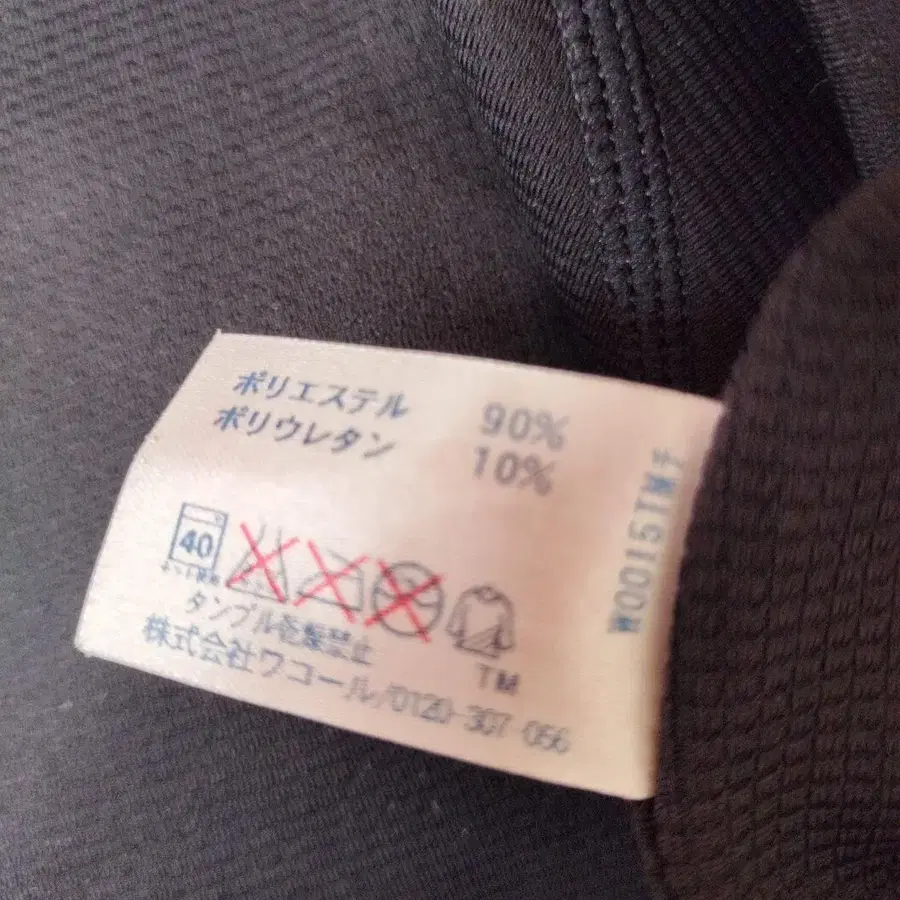 ポリエステル 90%
ポリウレタン 10%
40
タンブル乾燥禁止
株式会社ワコール/0120-307-056
TM
W0015TM